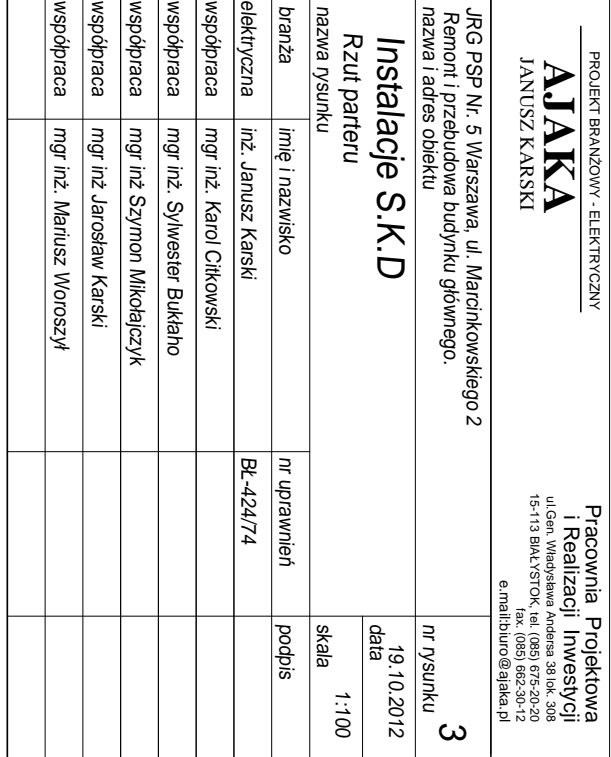 PROJEKT BRANŻOWY - ELEKTRYCZNY
AJAKA
JANUSZ KARSKI
Pracownia Projektowa
i Realizacji Inwestycji
ul.Gen. Władysława Andersa 38 lok. 308
15-113 BIAŁYSTOK, tel. (085) 675-20-20
fax. (085) 662-30-12
e.mail:biuro@ajaka.pl
JRG PSP Nr. 5 Warszawa, ul. Marcinkowskiego 2
Remont i przebudowa budynku głównego.
nazwa i adres obiektu
nr rysunku 3
Instalacje S.K.D
Rzut parteru
nazwa rysunku
19.10.2012
data
1:100
skala
branża imię i nazwisko nr uprawnień podpis
elektryczna inż. Janusz Karski BŁ-424/74
współpraca mgr inż. Karol Citkowski
współpraca mgr inż. Sylwester Bukłaho
współpraca mgr inż Szymon Mikołajczyk
współpraca mgr inż Jarosław Karski
współpraca mgr inż. Mariusz Woroszył